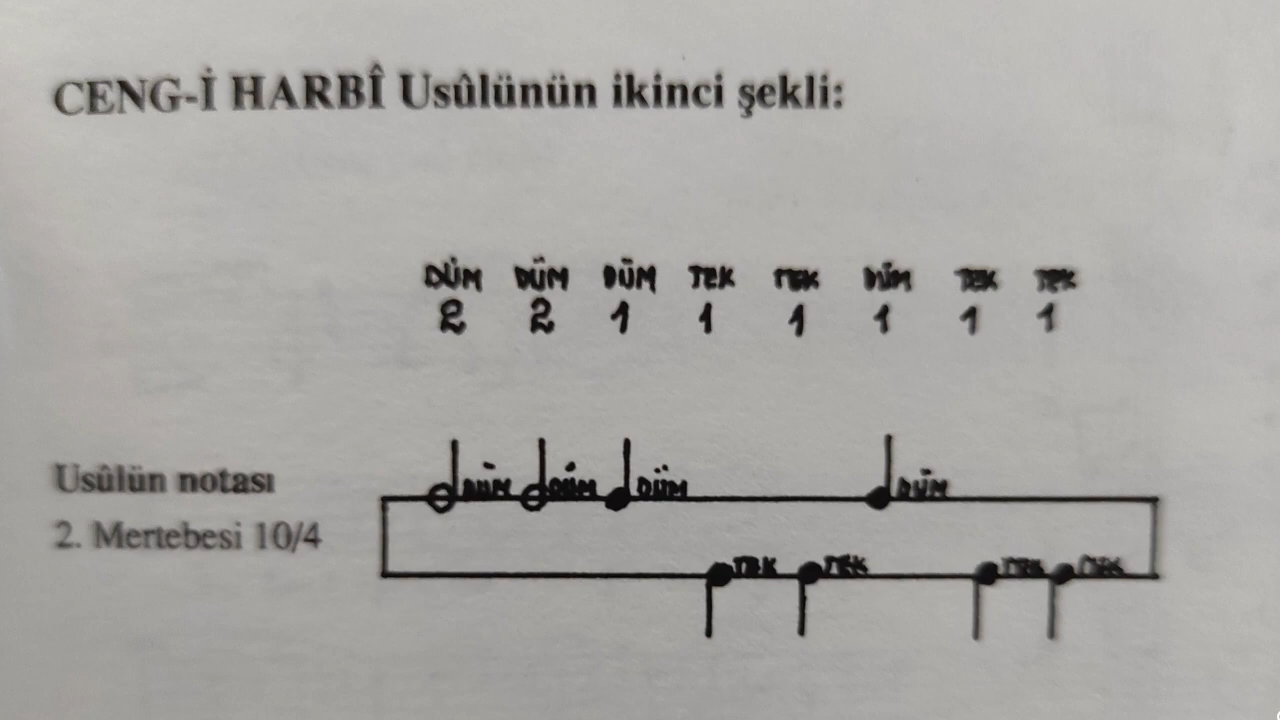 CENG-İ HARBÎ Usûlünün ikinci şekli:
DÜM DÜM DÜM TEK TEK DÜM TEK TEK
2 2 1 1 1 1 1 1
Usûlün notası
DÜM DÜM DÜM DÜM
2. Mertebesi 10/4
TEK TEK TEK TEK